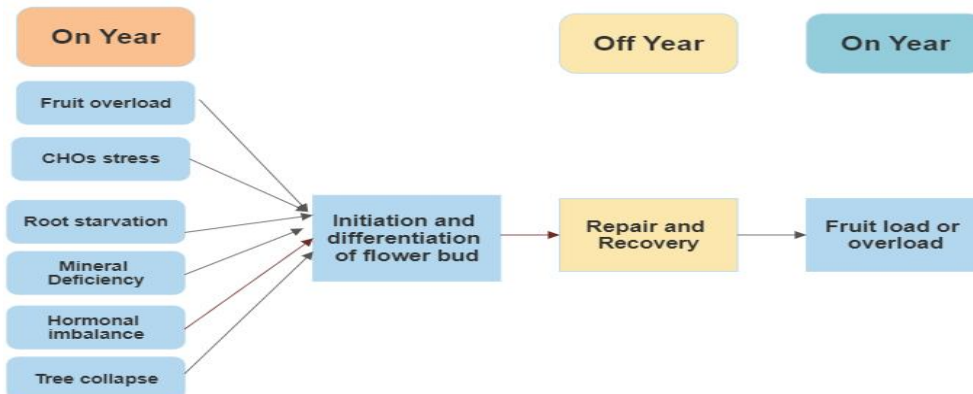 On Year
Off Year
On Year
Fruit overload
CHOs stress
Root starvation
Mineral
Deficiency
Hormonal
imbalance
Tree collapse
Initiation and
differentiation
of flower bud
Repair and
Recovery
Fruit load or
overload